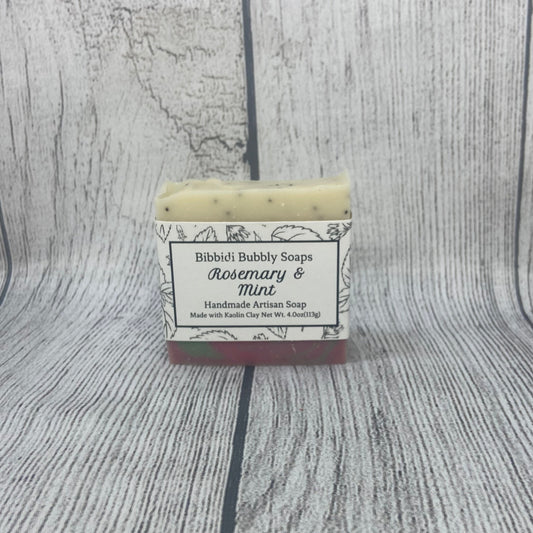 Bibbidi Bubbly Soaps
Rosemary &
Mint
Handmade Artisan Soap
Made with Kaolin Clay Net Wt. 4.0oz(113g)